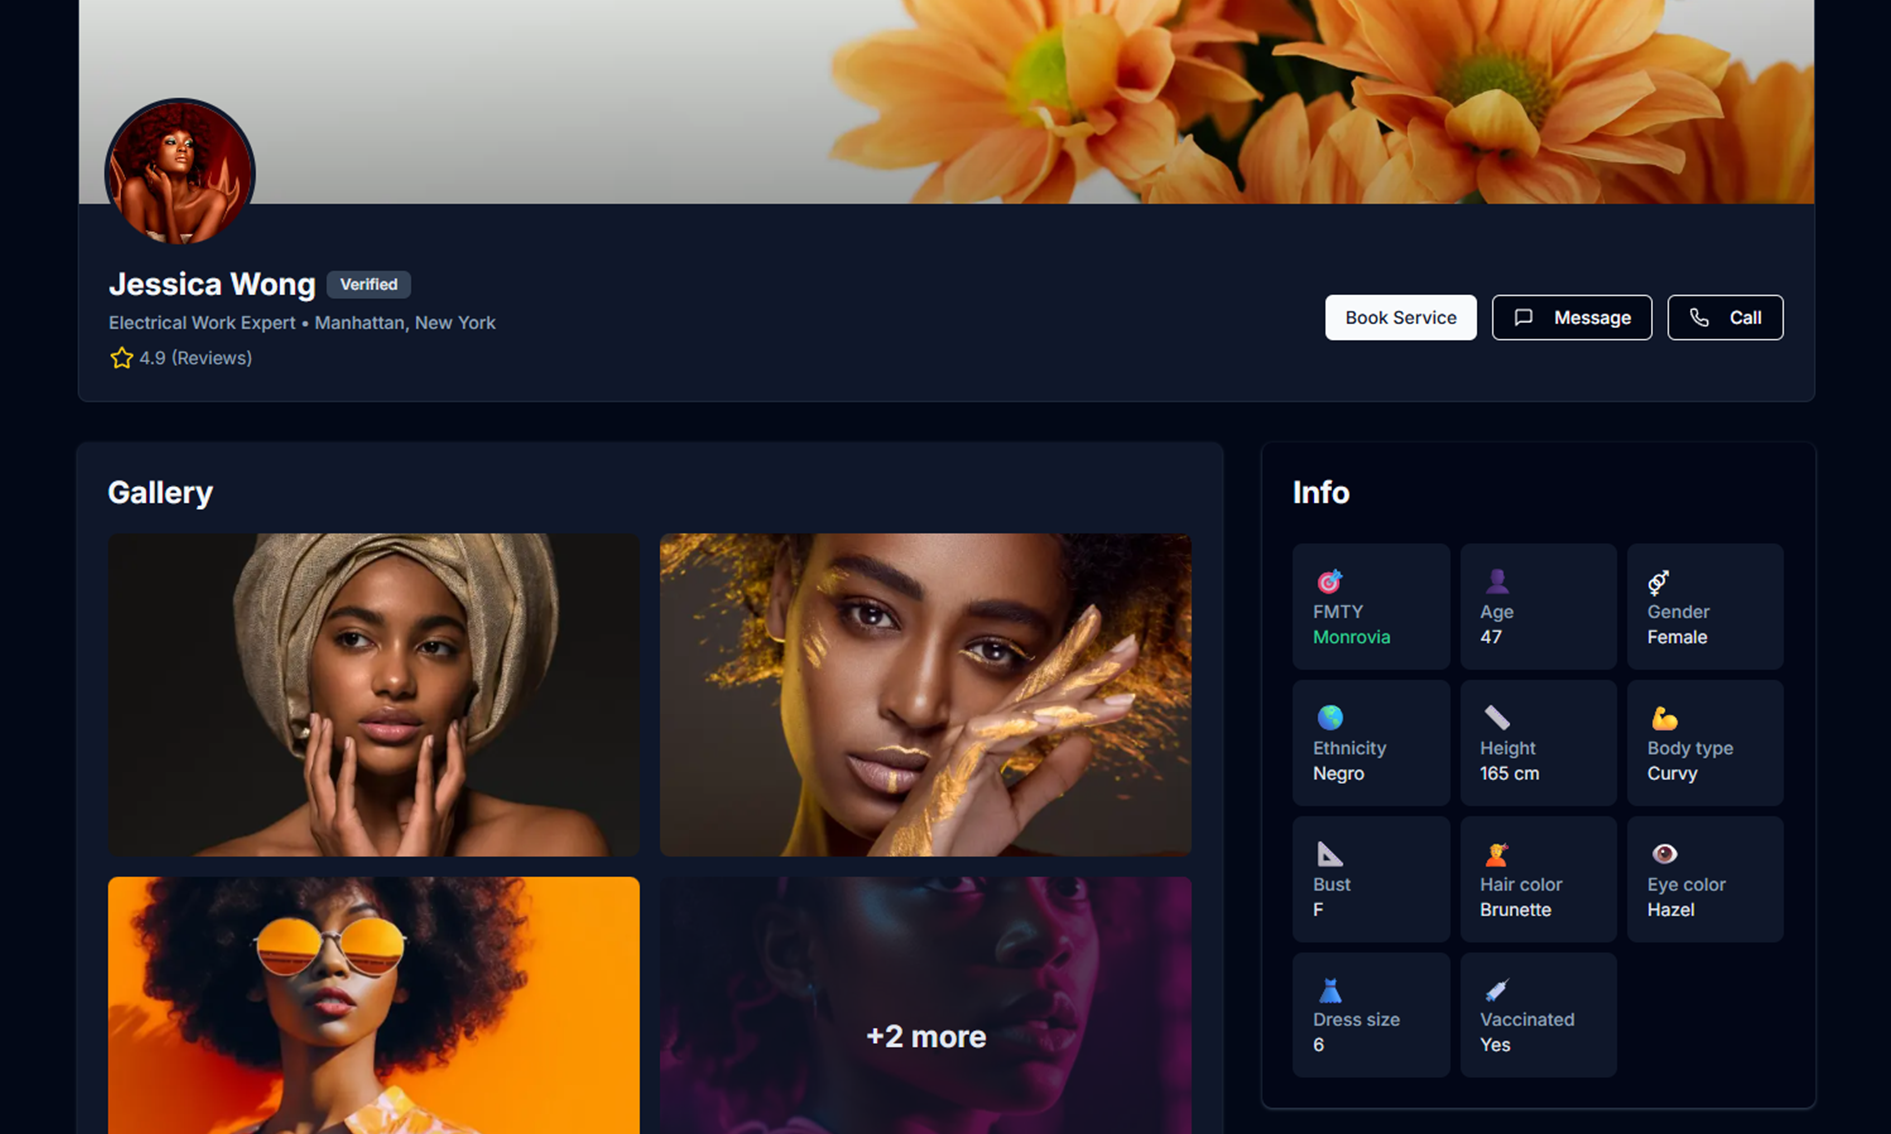 Jessica Wong Verified
Electrical Work Expert • Manhattan, New York
4.9 (Reviews)
Book Service
Message
Call
Gallery
+2 more
Info
FMTY
Monrovia
Age
47
Gender
Female
Ethnicity
Negro
Height
165 cm
Body type
Curvy
Bust
F
Hair color
Brunette
Eye color
Hazel
Dress size
6
Vaccinated
Yes